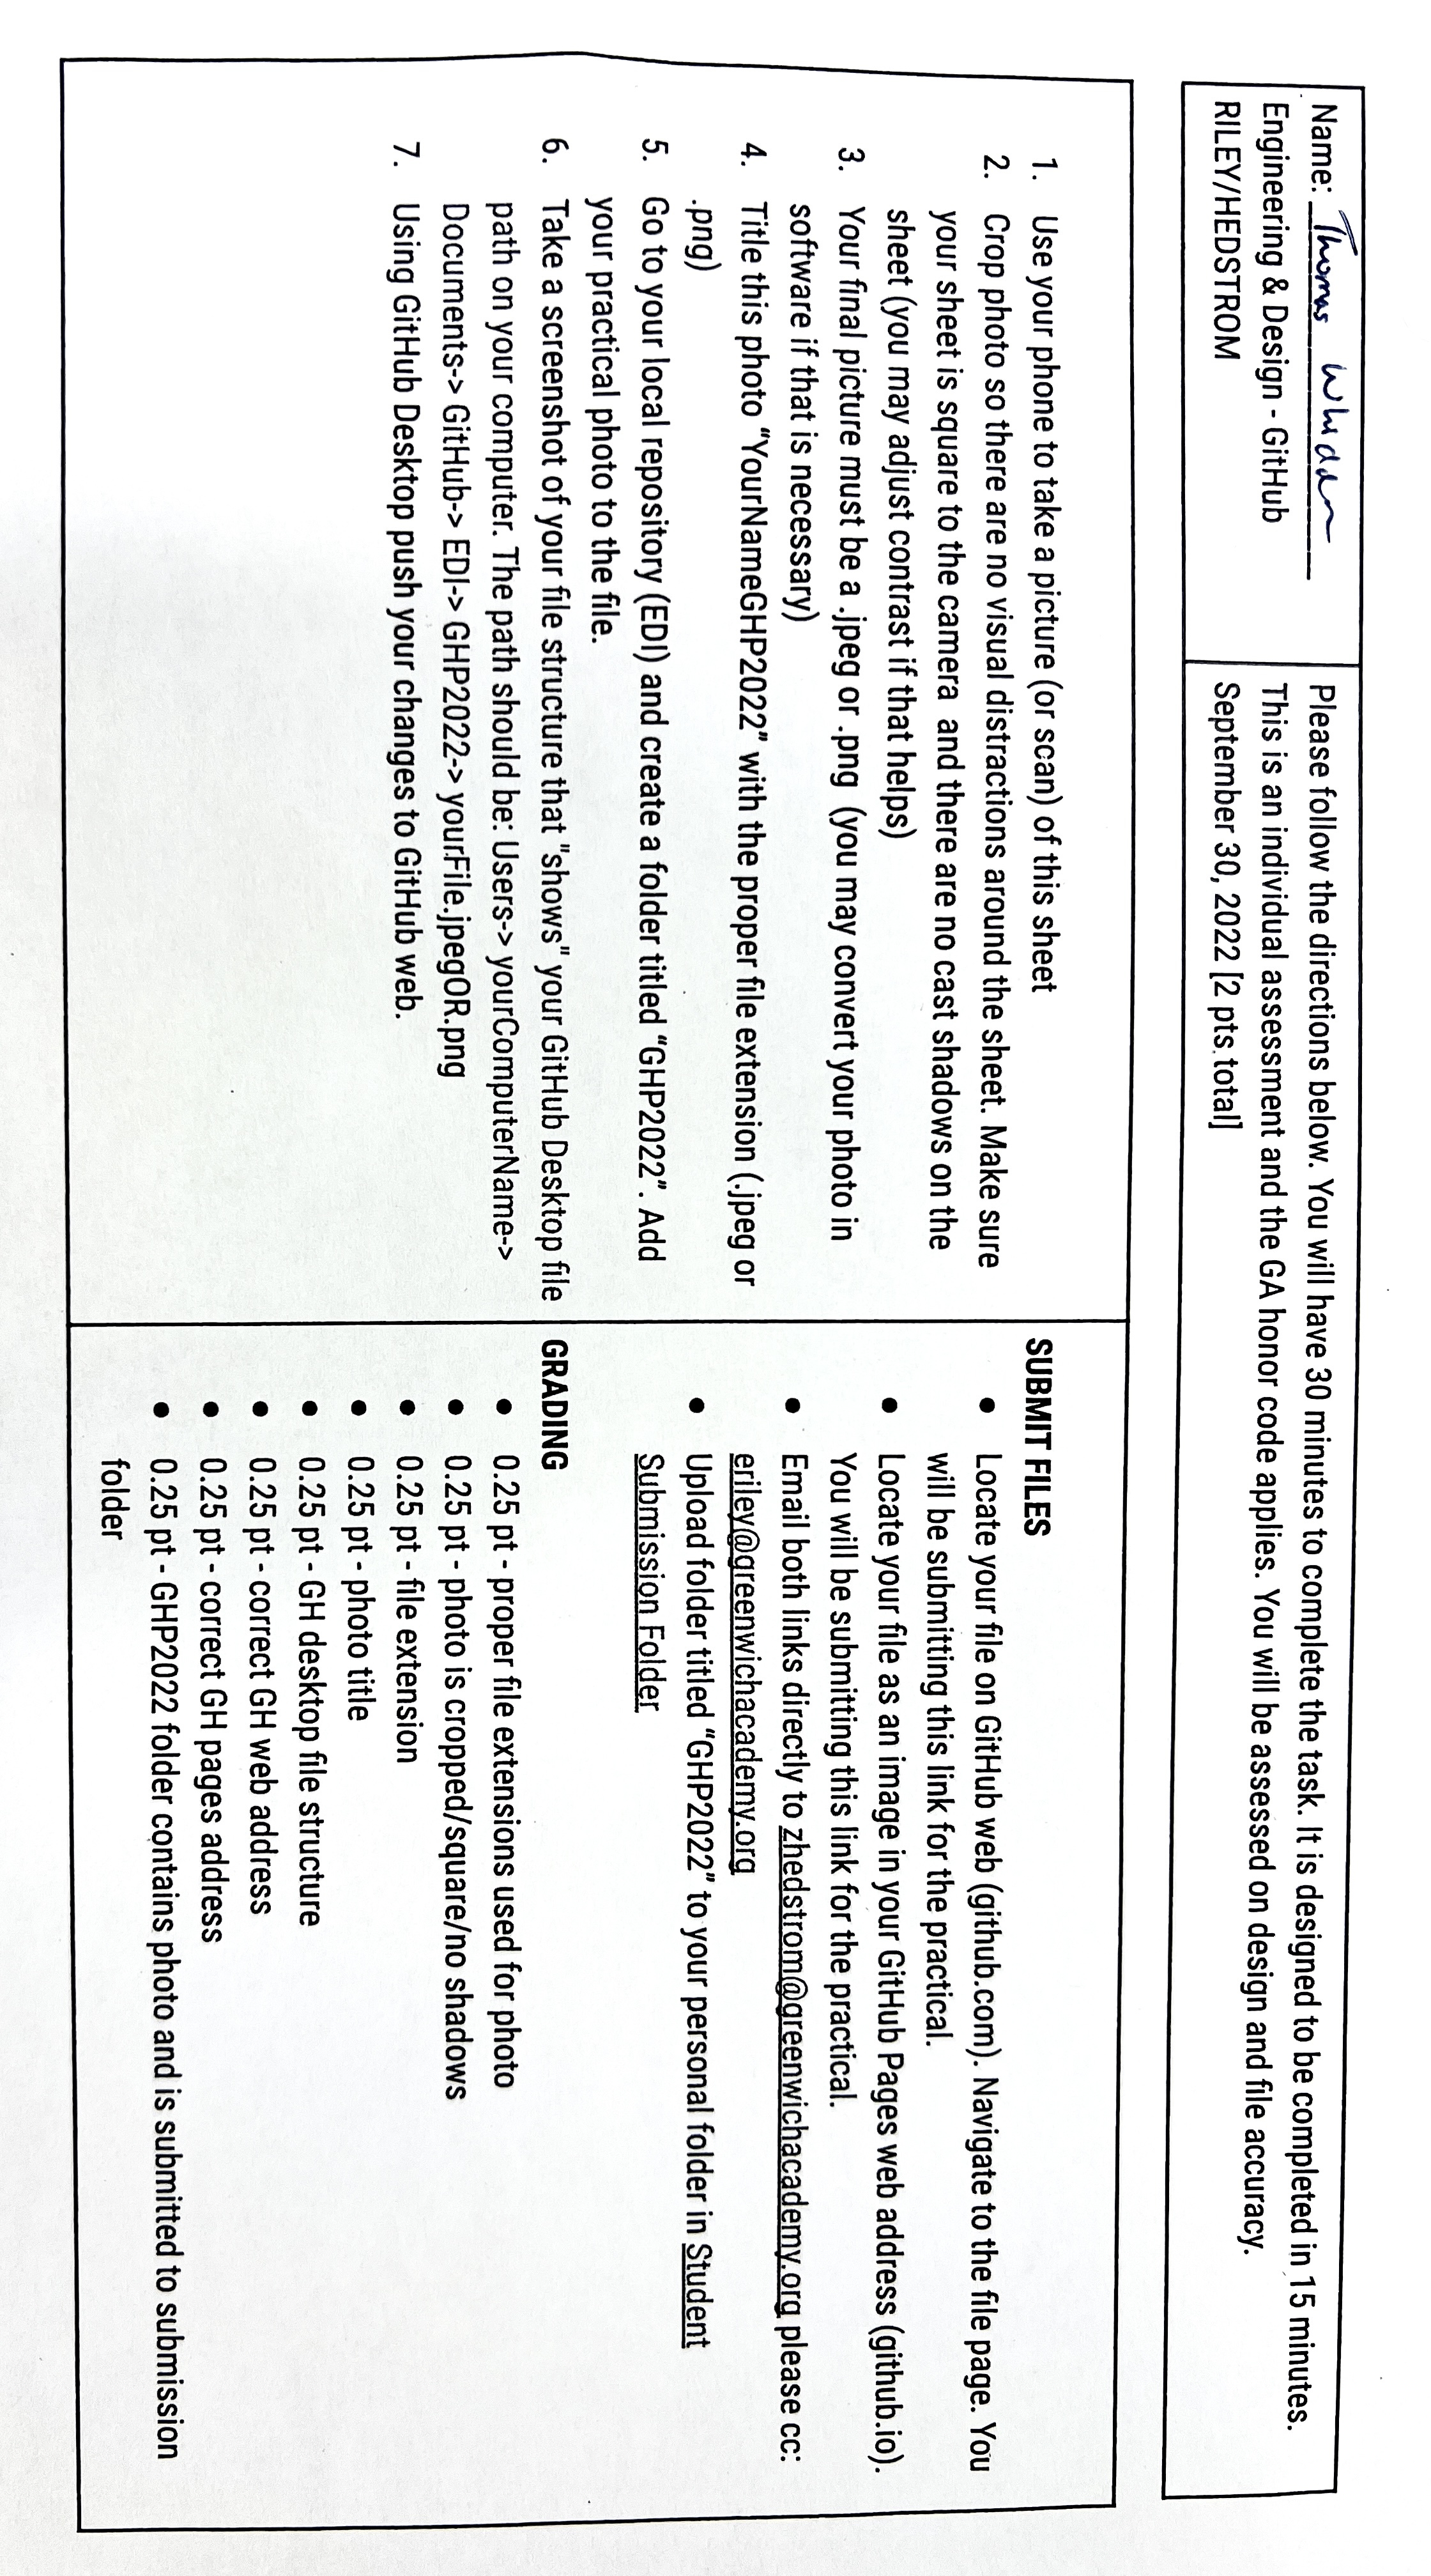 Name: Thomas
Engineering & Design - GitHub
RILEY/HEDSTROM
Please follow the directions below. You will have 30 minutes to complete the task. It is designed to be completed in 15 minutes.
This is an individual assessment and the GA honor code applies. You will be assessed on design and file accuracy.
September 30, 2022 [2 pts total]
1. Use your phone to take a picture (or scan) of this sheet
2. Crop photo so there are no visual distractions around the sheet. Make sure
your sheet is square to the camera and there are no cast shadows on the
sheet (you may adjust contrast if that helps)
3. Your final picture must be a .jpeg or .png (you may convert your photo in
software if that is necessary)
4. Title this photo “YourNameGHP2022” with the proper file extension (.jpeg or
.png)
5. Go to your local repository (EDI) and create a folder titled “GHP2022”. Add
your practical photo to the file.
6. Take a screenshot of your file structure that "shows" your GitHub Desktop file
path on your computer. The path should be: Users-> yourComputerName->
Documents-> GitHub-> EDI-> GHP2022-> yourFile.jpegOR.png
7. Using GitHub Desktop push your changes to GitHub web.
SUBMIT FILES
● Locate your file on GitHub web (github.com). Navigate to the file page. You
will be submitting this link for the practical.
● Locate your file as an image in your GitHub Pages web address (github.io).
You will be submitting this link for the practical.
● Email both links directly to zhedstrom@greenwichacademy.org please cc:
eriley@greenwichacademy.org
● Upload folder titled “GHP2022” to your personal folder in Student
Submission Folder
GRADING
● 0.25 pt - proper file extensions used for photo
● 0.25 pt - photo is cropped/square/no shadows
● 0.25 pt - file extension
● 0.25 pt - photo title
● 0.25 pt - GH desktop file structure
● 0.25 pt - correct GH web address
● 0.25 pt - correct GH pages address
● 0.25 pt - GHP2022 folder contains photo and is submitted to submission
folder